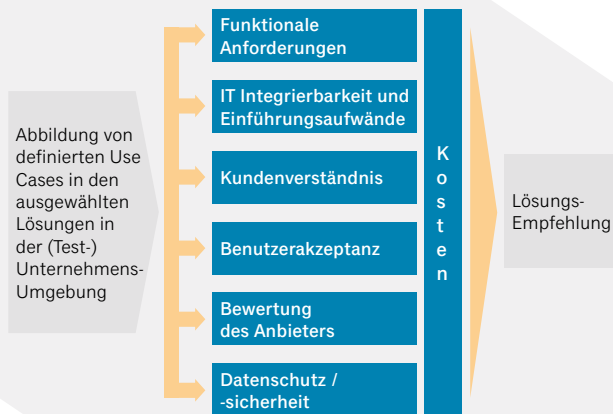 Abbildung von
definierten Use
Cases in den
ausgewählten
Lösungen in
der (Test-)
Unternehmens-
Umgebung
Funktionale
Anforderungen
IT Integrierbarkeit und
Einführungsaufwände
Kundenverständnis
Benutzerakzeptanz
Bewertung
des Anbieters
Datenschutz /
-sicherheit
Kosten
Lösungs-
Empfehlung